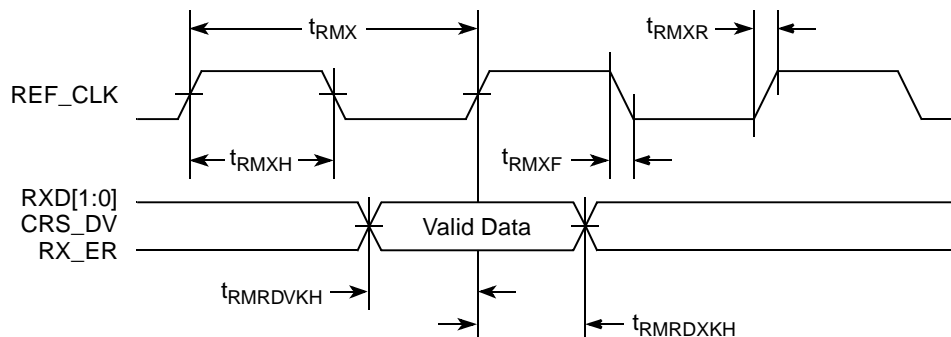 tRMX
tRMXR
REF_CLK
tRMXH
tRMXF
RXD[1:0]
CRS_DV
Valid Data
RX_ER
tRMRDVKH
tRMRDXKH